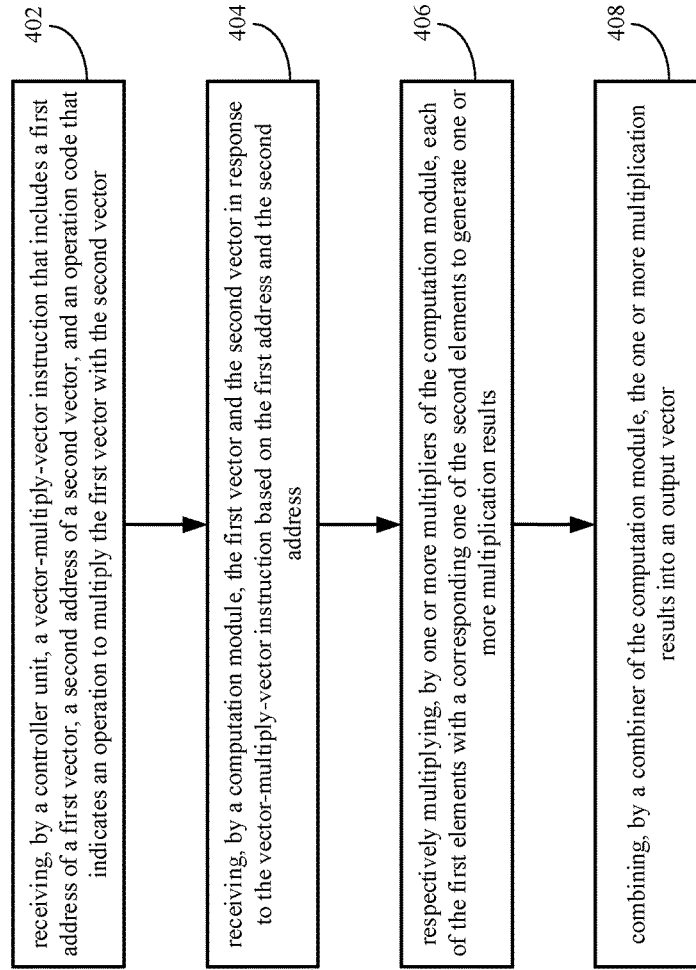 402
receiving, by a controller unit, a vector-multiply-vector instruction that includes a first
address of a first vector, a second address of a second vector, and an operation code that
indicates an operation to multiply the first vector with the second vector
404
receiving, by a computation module, the first vector and the second vector in response
to the vector-multiply-vector instruction based on the first address and the second
address
406
respectively multiplying, by one or more multipliers of the computation module, each
of the first elements with a corresponding one of the second elements to generate one or
more multiplication results
408
combining, by a combiner of the computation module, the one or more multiplication
results into an output vector